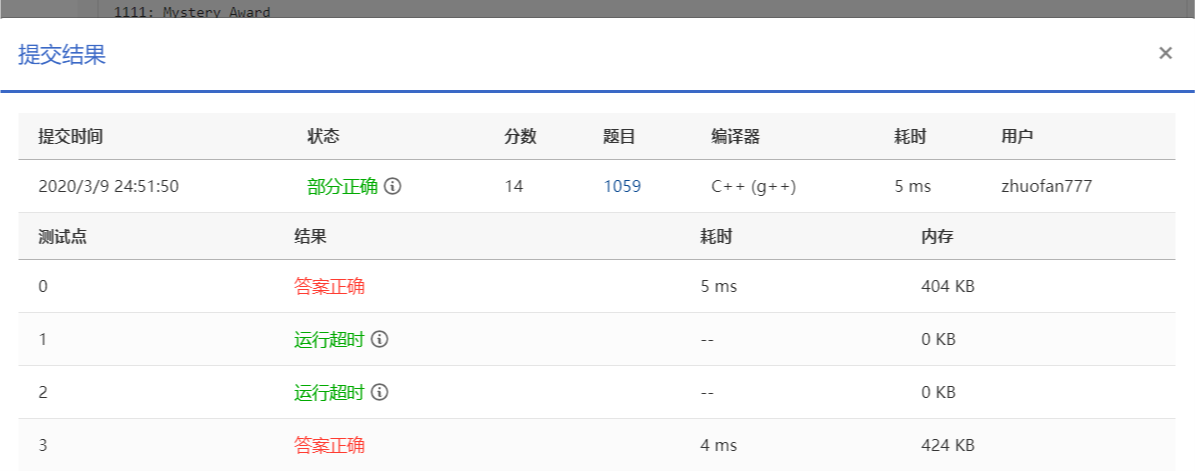 1111: Mystery Award
提交结果 ×
提交时间 状态 分数 题目 编译器 耗时 用户
2020/3/9 24:51:50 部分正确 14 1059 C++ (g++) 5 ms zhuofan777
测试点 结果 耗时 内存
0 答案正确 5 ms 404 KB
1 运行超时 -- 0 KB
2 运行超时 -- 0 KB
3 答案正确 4 ms 424 KB